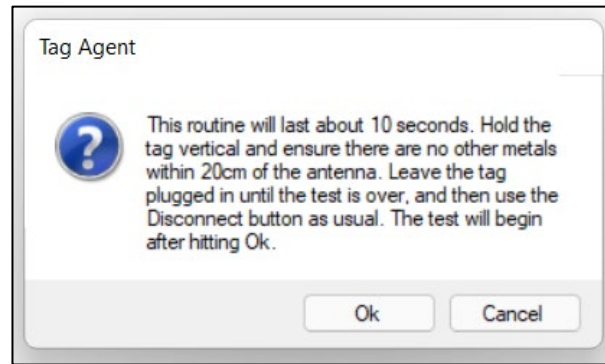 Tag Agent
This routine will last about 10 seconds. Hold the
tag vertical and ensure there are no other metals
within 20cm of the antenna. Leave the tag
plugged in until the test is over, and then use the
Disconnect button as usual. The test will begin
after hitting Ok.
Ok
Cancel